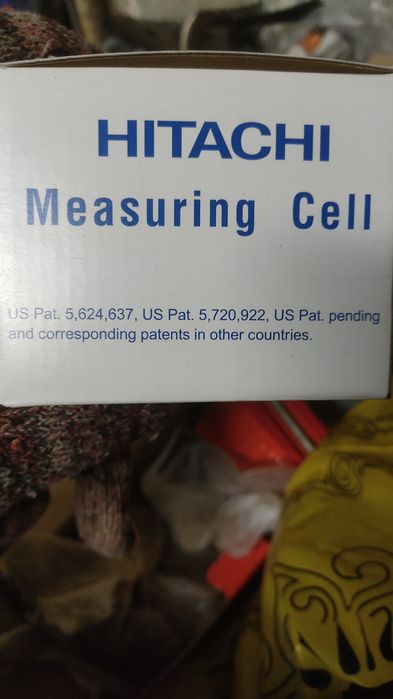 HITACHI
Measuring Cell
US Pat. 5,624,637, US Pat. 5,720,922, US Pat. pending
and corresponding patents in other countries.